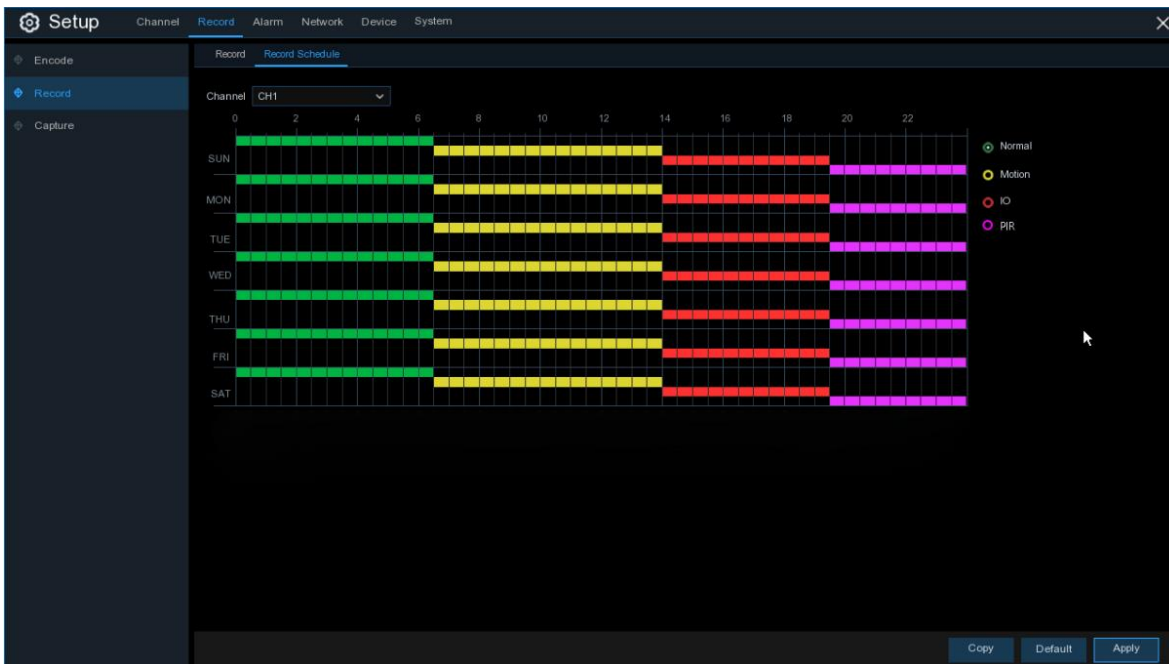 Setup Channel Record Alarm Network Device System
Encode
Record
Capture
Record Record Schedule
Channel CH1
0 2 4 6 8 10 12 14 16 18 20 22
SUN
MON
TUE
WED
THU
FRI
SAT
Normal
Motion
IO
PIR
Copy Default Apply